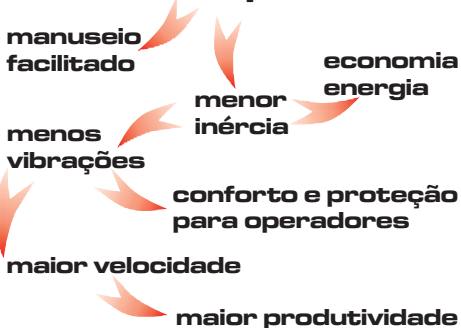 manuseio
facilitado
economia
energia
menor
inércia
menos
vibrações
conforto e proteção
para operadores
maior velocidade
maior produtividade